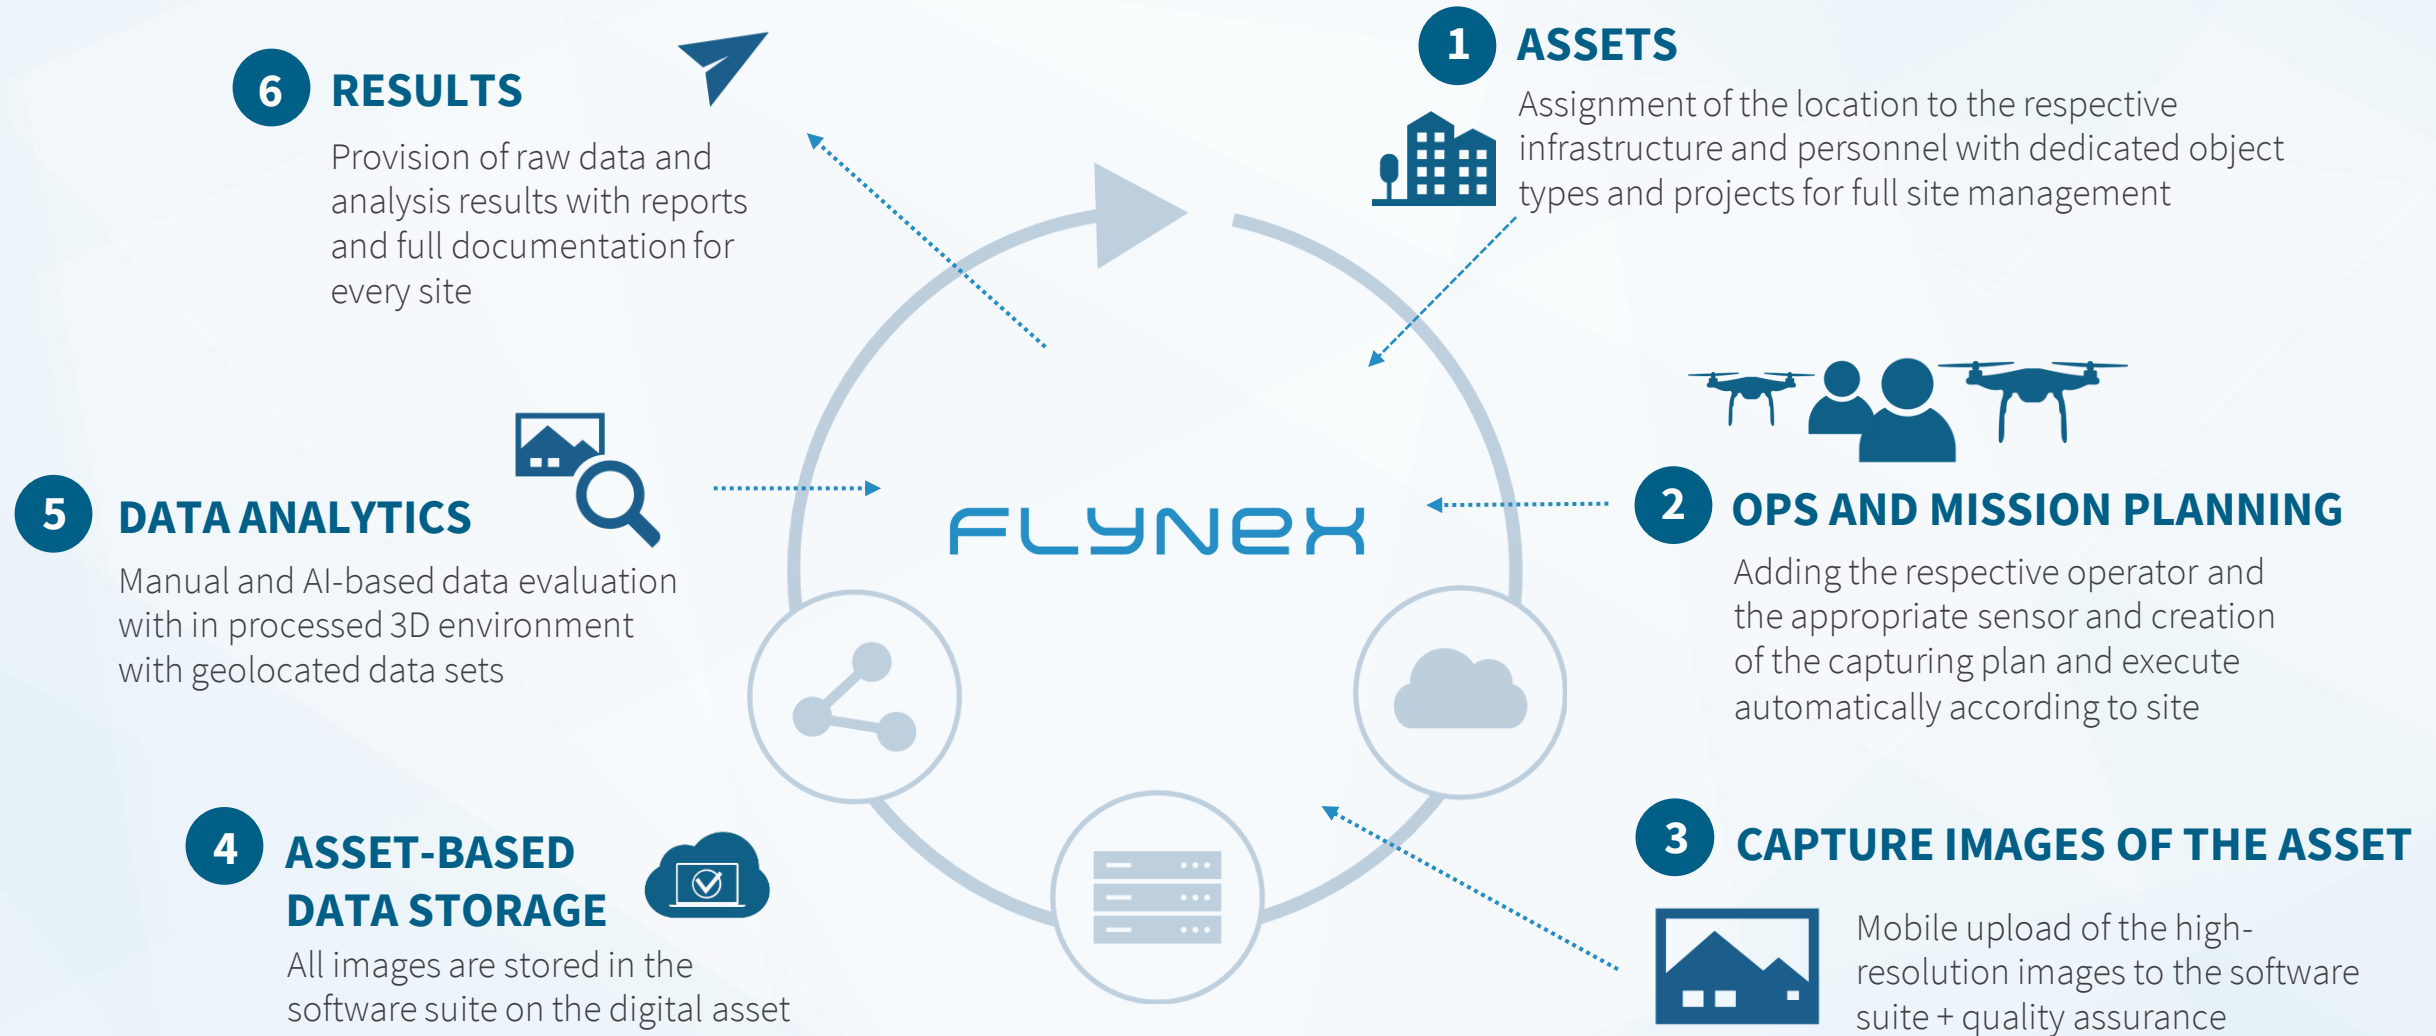 1 ASSETS
Assignment of the location to the respective
infrastructure and personnel with dedicated object
types and projects for full site management
2 OPS AND MISSION PLANNING
Adding the respective operator and
the appropriate sensor and creation
of the capturing plan and execute
automatically according to site
3 CAPTURE IMAGES OF THE ASSET
Mobile upload of the high-
resolution images to the software
suite + quality assurance
4 ASSET-BASED
DATA STORAGE
All images are stored in the
software suite on the digital asset
5 DATA ANALYTICS
Manual and AI-based data evaluation
with in processed 3D environment
with geolocated data sets
6 RESULTS
Provision of raw data and
analysis results with reports
and full documentation for
every site
FLYNEX